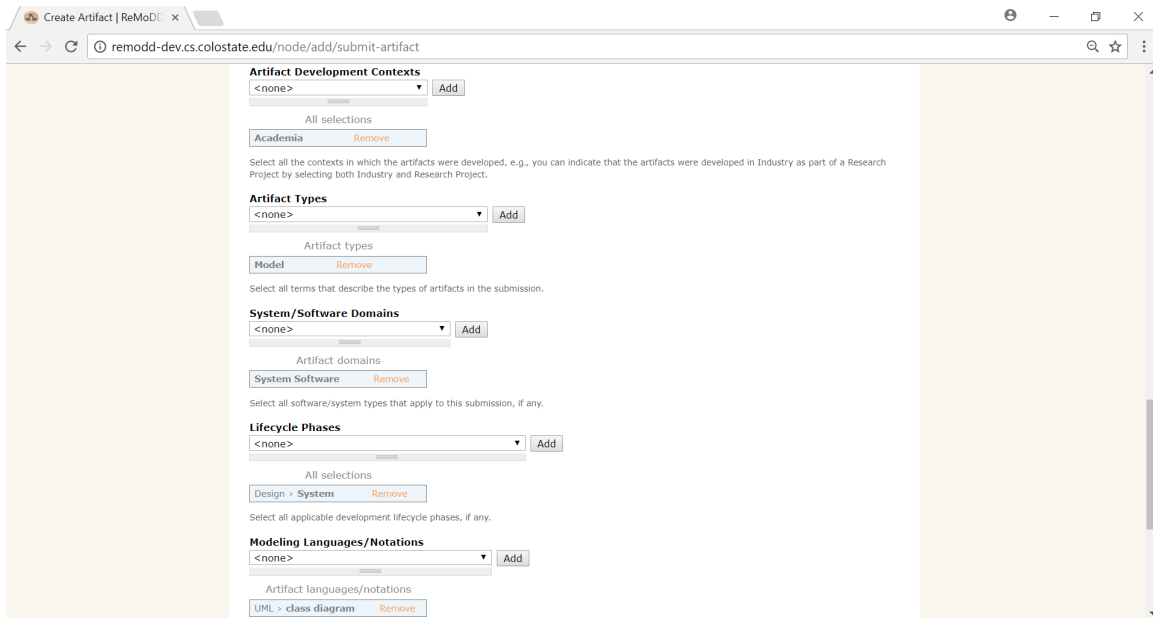 Create Artifact | ReMoDD
remodd-dev.cs.colostate.edu/node/add/submit-artifact
Artifact Development Contexts
<none> Add
All selections
Academia Remove
Select all the contexts in which the artifacts were developed, e.g., you can indicate that the artifacts were developed in Industry as part of a Research
Project by selecting both Industry and Research Project.
Artifact Types
<none> Add
Artifact types
Model Remove
Select all terms that describe the types of artifacts in the submission.
System/Software Domains
<none> Add
Artifact domains
System Software Remove
Select all software/system types that apply to this submission, if any.
Lifecycle Phases
<none> Add
All selections
Design › System Remove
Select all applicable development lifecycle phases, if any.
Modeling Languages/Notations
<none> Add
Artifact languages/notations
UML › class diagram Remove